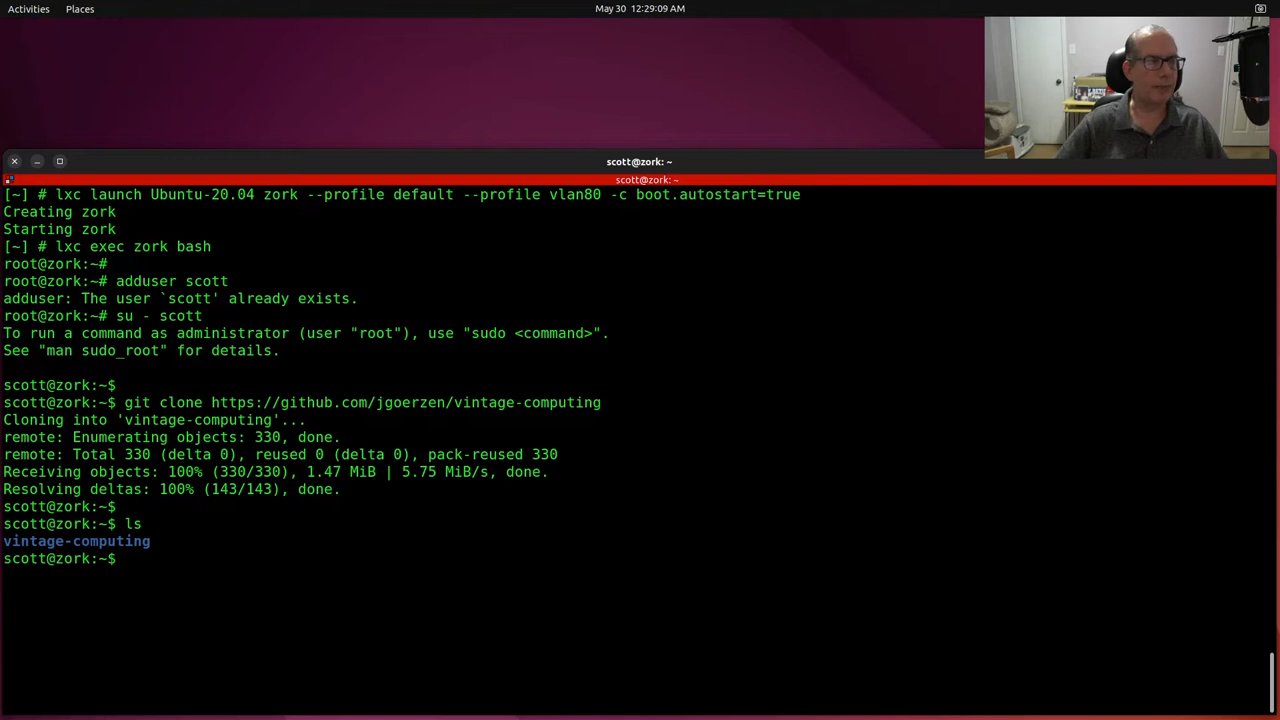 Activities Places May 30 12:29:09 AM
scott@zork: ~
scott@zork: ~
[~] # lxc launch Ubuntu-20.04 zork --profile default --profile vlan80 -c boot.autostart=true
Creating zork
Starting zork
[~] # lxc exec zork bash
root@zork:~#
root@zork:~# adduser scott
adduser: The user `scott' already exists.
root@zork:~# su - scott
To run a command as administrator (user "root"), use "sudo <command>".
See "man sudo_root" for details.
scott@zork:~$
scott@zork:~$ git clone https://github.com/jgoerzen/vintage-computing
Cloning into 'vintage-computing'...
remote: Enumerating objects: 330, done.
remote: Total 330 (delta 0), reused 0 (delta 0), pack-reused 330
Receiving objects: 100% (330/330), 1.47 MiB | 5.75 MiB/s, done.
Resolving deltas: 100% (143/143), done.
scott@zork:~$
scott@zork:~$ ls
vintage-computing
scott@zork:~$